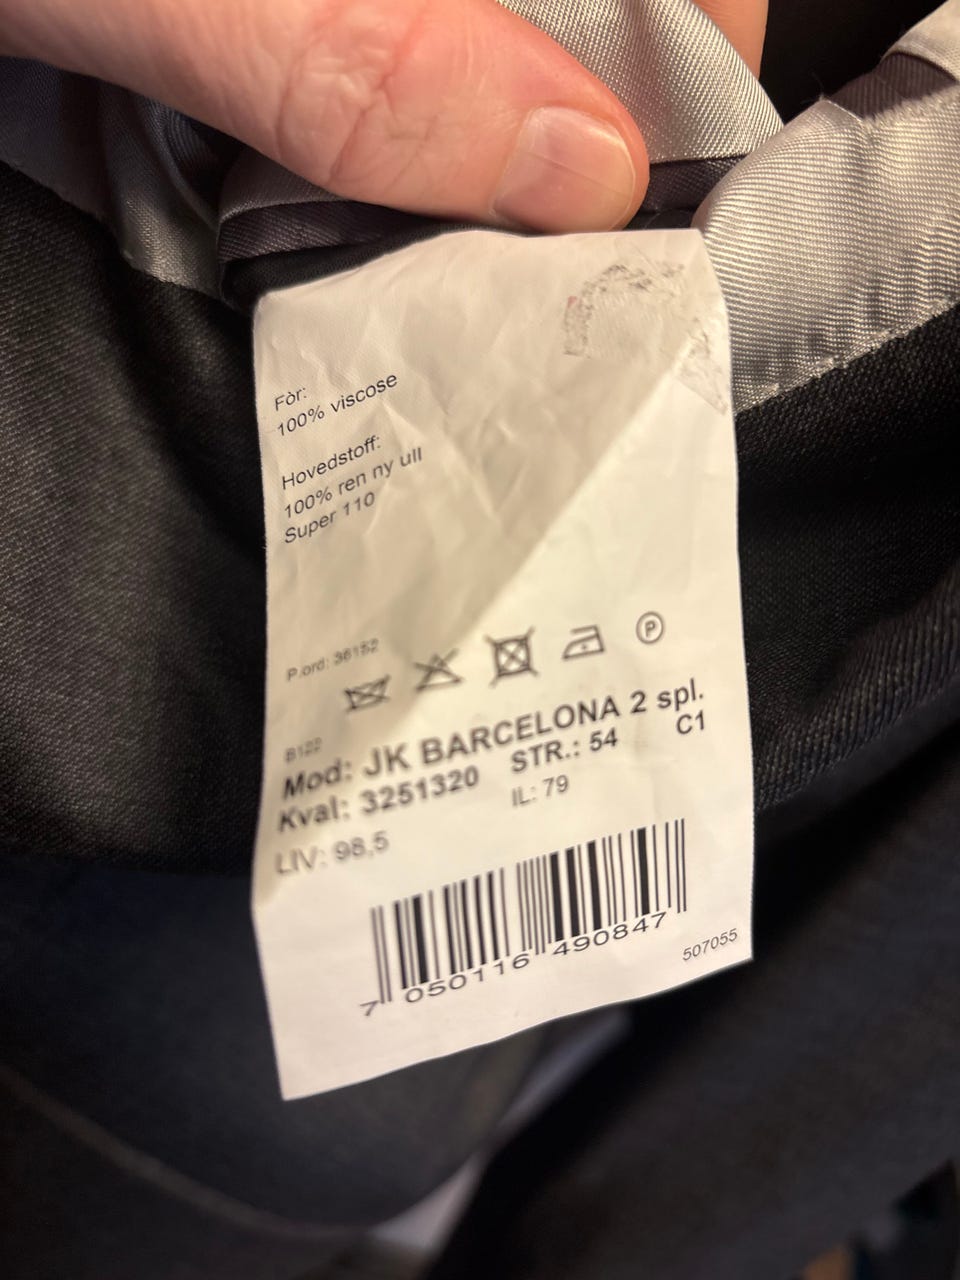 Fòr:
100% viscose
Hovedstoff:
100% ren ny ull
Super 110
P.ord: 36152
P
B122
Mod: JK BARCELONA 2 spl.
Kval: 3251320 STR.: 54 C1
LIV: 98,5 IL: 79
7 050116 490847
507055